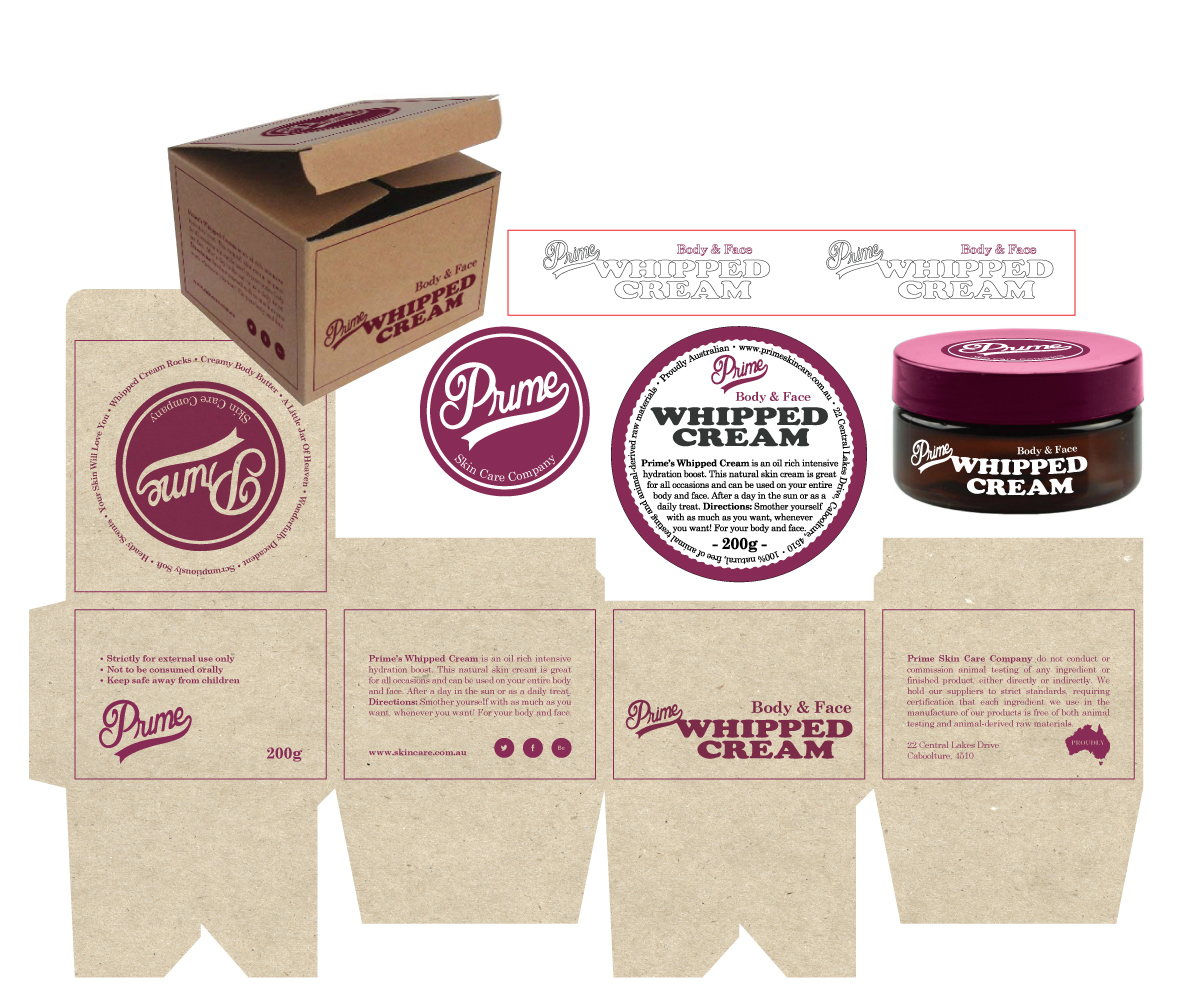 Prime's Whipped Cream is an oil rich intensive
Body & Face
Prime
WHIPPED
CREAM
Prime
Body & Face
WHIPPED
CREAM
Prime
Body & Face
WHIPPED
CREAM
Whipped Cream Rocks • Creamy Body Butter • A Little Jar Of Heaven • Wonderfully Decadent • Scrumptiously Soft • Heady Scents • Your Skin Will Love You •
Prime
Skin Care Company
Prime
Skin Care Company
• Proudly Australian • www.primeskincare.com.au • 22 Central Lakes Drive, Caboolture, 4510 • 100% natural, free of animal testing and animal-derived raw materials
Prime
Body & Face
WHIPPED
CREAM
Prime's Whipped Cream is an oil rich intensive
hydration boost. This natural skin cream is great
for all occasions and can be used on your entire
body and face. After a day in the sun or as a
daily treat. Directions: Smother yourself
with as much as you want, whenever
you want! For your body and face.
- 200g -
Prime
Prime
Body & Face
WHIPPED
CREAM
• Strictly for external use only
• Not to be consumed orally
• Keep safe away from children
Prime
200g
Prime's Whipped Cream is an oil rich intensive
hydration boost. This natural skin cream is great
for all occasions and can be used on your entire body
and face. After a day in the sun or as a daily treat.
Directions: Smother yourself with as much as you
want, whenever you want! For your body and face.
www.skincare.com.au
Prime
Body & Face
WHIPPED
CREAM
Prime Skin Care Company do not conduct or
commission animal testing of any ingredient or
finished product, either directly or indirectly. We
hold our suppliers to strict standards, requiring
certification that each ingredient we use in the
manufacture of our products is free of both animal
testing and animal-derived raw materials.
22 Central Lakes Drive
Caboolture, 4510
PROUDLY